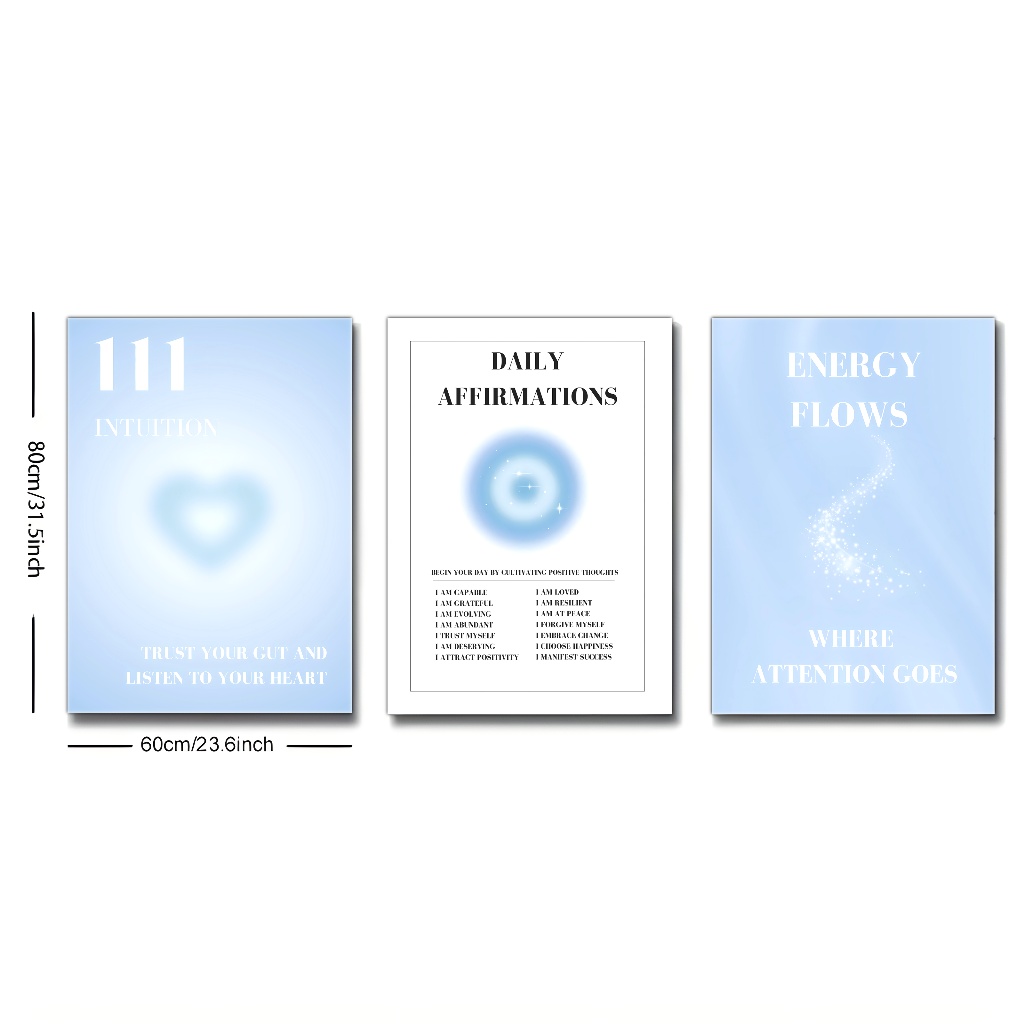 80cm/31.5inch
111
INTUITION
TRUST YOUR GUT AND
LISTEN TO YOUR HEART
60cm/23.6inch
DAILY
AFFIRMATIONS
BEGIN YOUR DAY BY CULTIVATING POSITIVE THOUGHTS
I AM CAPABLE
I AM GRATEFUL
I AM EVOLVING
I AM ABUNDANT
I TRUST MYSELF
I AM DESERVING
I ATTRACT POSITIVITY
I AM LOVED
I AM RESILIENT
I AM AT PEACE
I FORGIVE MYSELF
I EMBRACE CHANGE
I CHOOSE HAPPINESS
I MANIFEST SUCCESS
ENERGY
FLOWS
WHERE
ATTENTION GOES